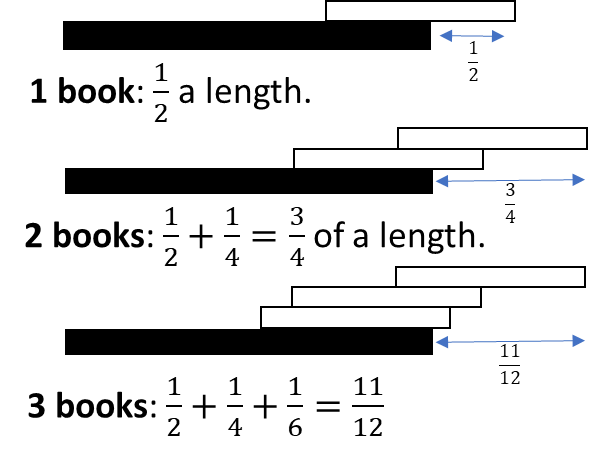 1/2
1 book: 1/2 a length.
3/4
2 books: 1/2 + 1/4 = 3/4 of a length.
11/12
3 books: 1/2 + 1/4 + 1/6 = 11/12